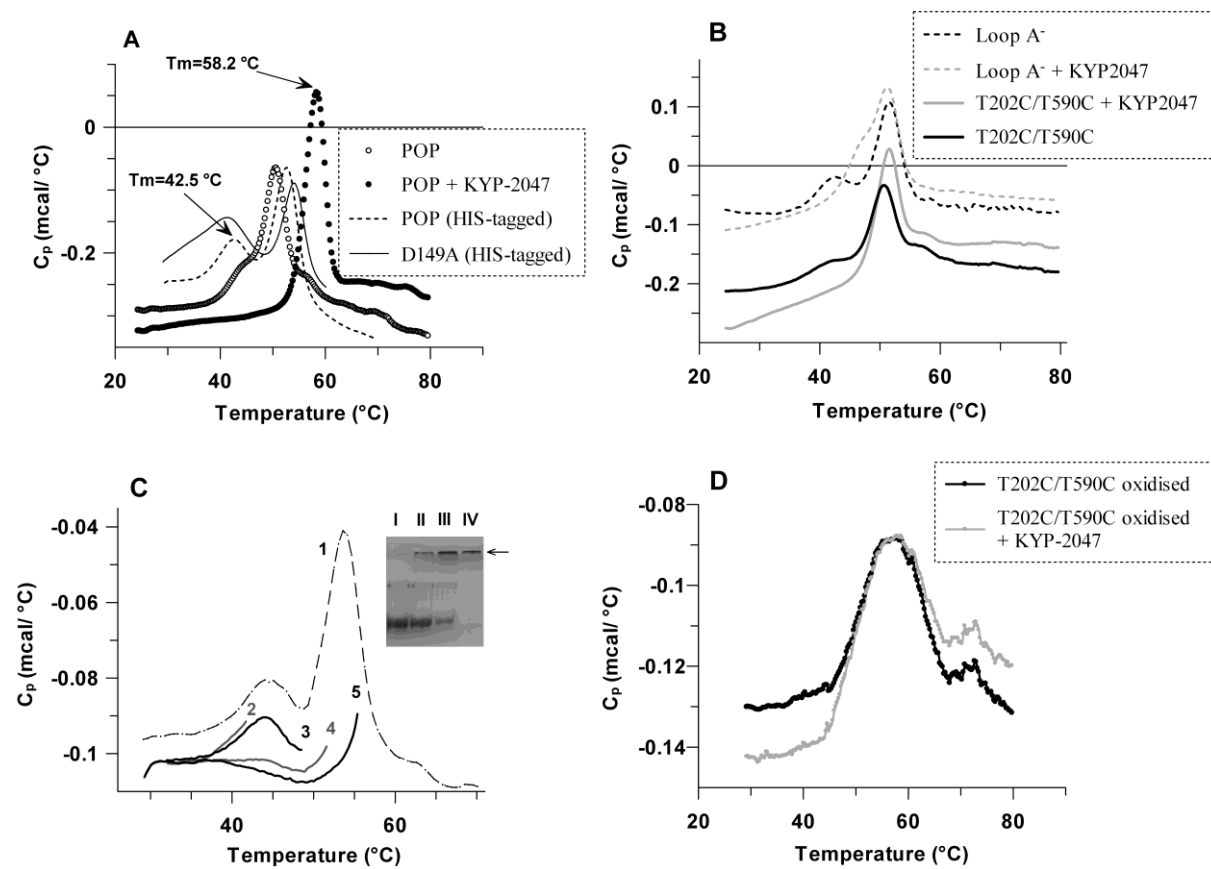 A
Tm=58.2 °C
Tm=42.5 °C
0
-0.2
20
40
60
80
Cp (mcal/ °C)
Temperature (°C)
POP
POP + KYP-2047
POP (HIS-tagged)
D149A (HIS-tagged)
B
Loop A-
Loop A- + KYP2047
T202C/T590C + KYP2047
T202C/T590C
0.1
0
-0.1
-0.2
20
40
60
80
Cp (mcal/ °C)
Temperature (°C)
C
I II III IV
1
2
3
4
5
-0.04
-0.06
-0.08
-0.1
40
60
Cp (mcal/ °C)
Temperature (°C)
D
T202C/T590C oxidised
T202C/T590C oxidised
+ KYP-2047
-0.08
-0.1
-0.12
-0.14
20
40
60
80
Cp (mcal/ °C)
Temperature (°C)